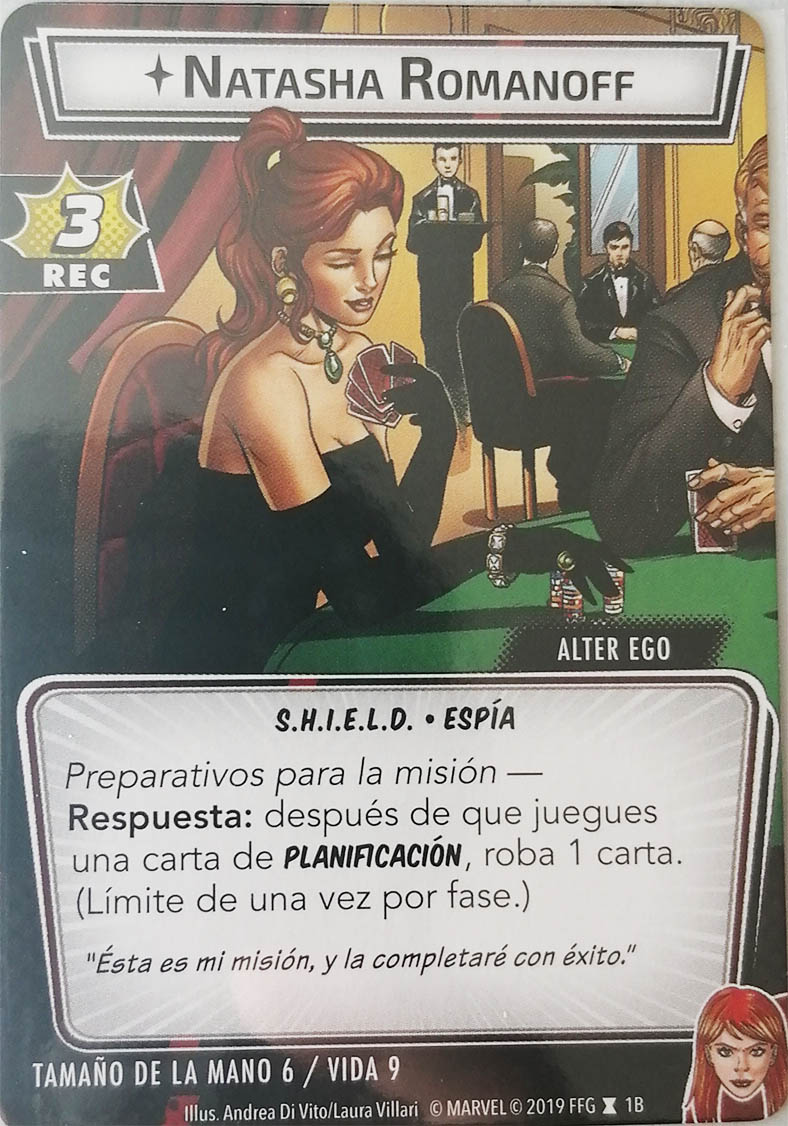 NATASHA ROMANOFF
3
REC
ALTER EGO
S.H.I.E.L.D. • ESPÍA
Preparativos para la misión —
Respuesta: después de que juegues
una carta de PLANIFICACIÓN, roba 1 carta.
(Límite de una vez por fase.)
"Ésta es mi misión, y la completaré con éxito."
TAMAÑO DE LA MANO 6 / VIDA 9
Illus. Andrea Di Vito/Laura Villari © MARVEL © 2019 FFG 1B